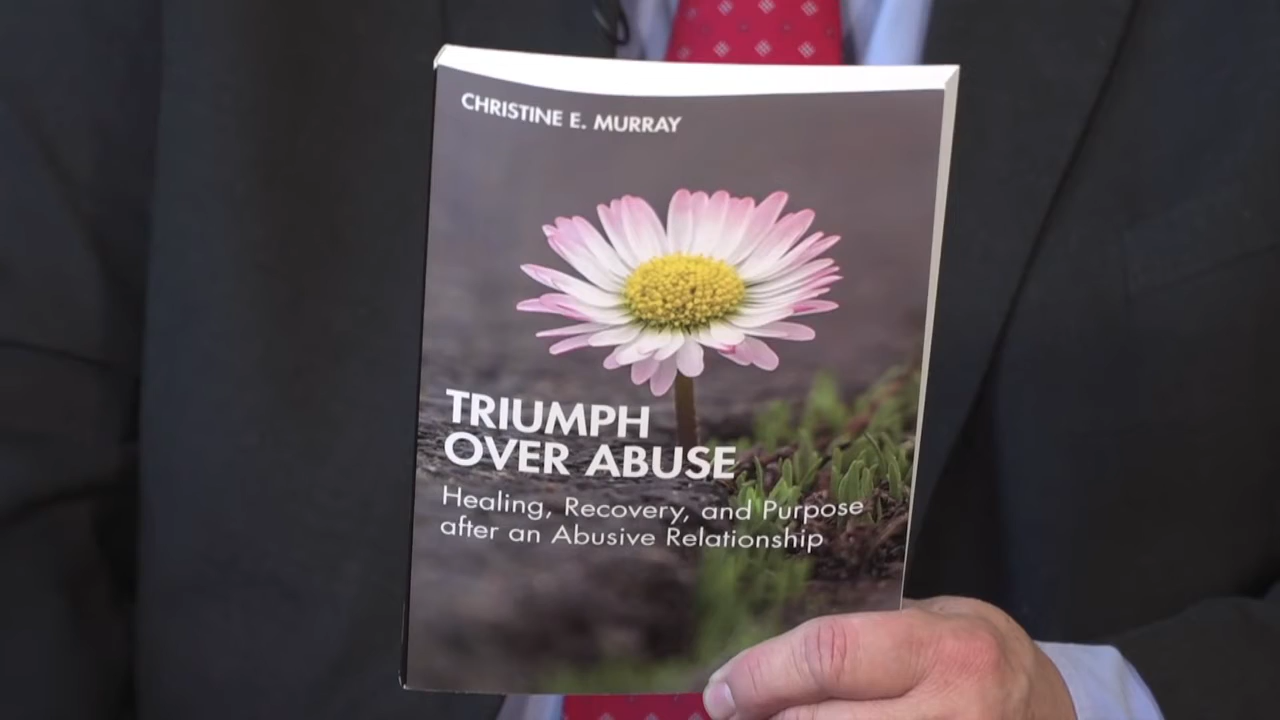 CHRISTINE E. MURRAY
TRIUMPH
OVER ABUSE
Healing, Recovery, and Purpose
after an Abusive Relationship